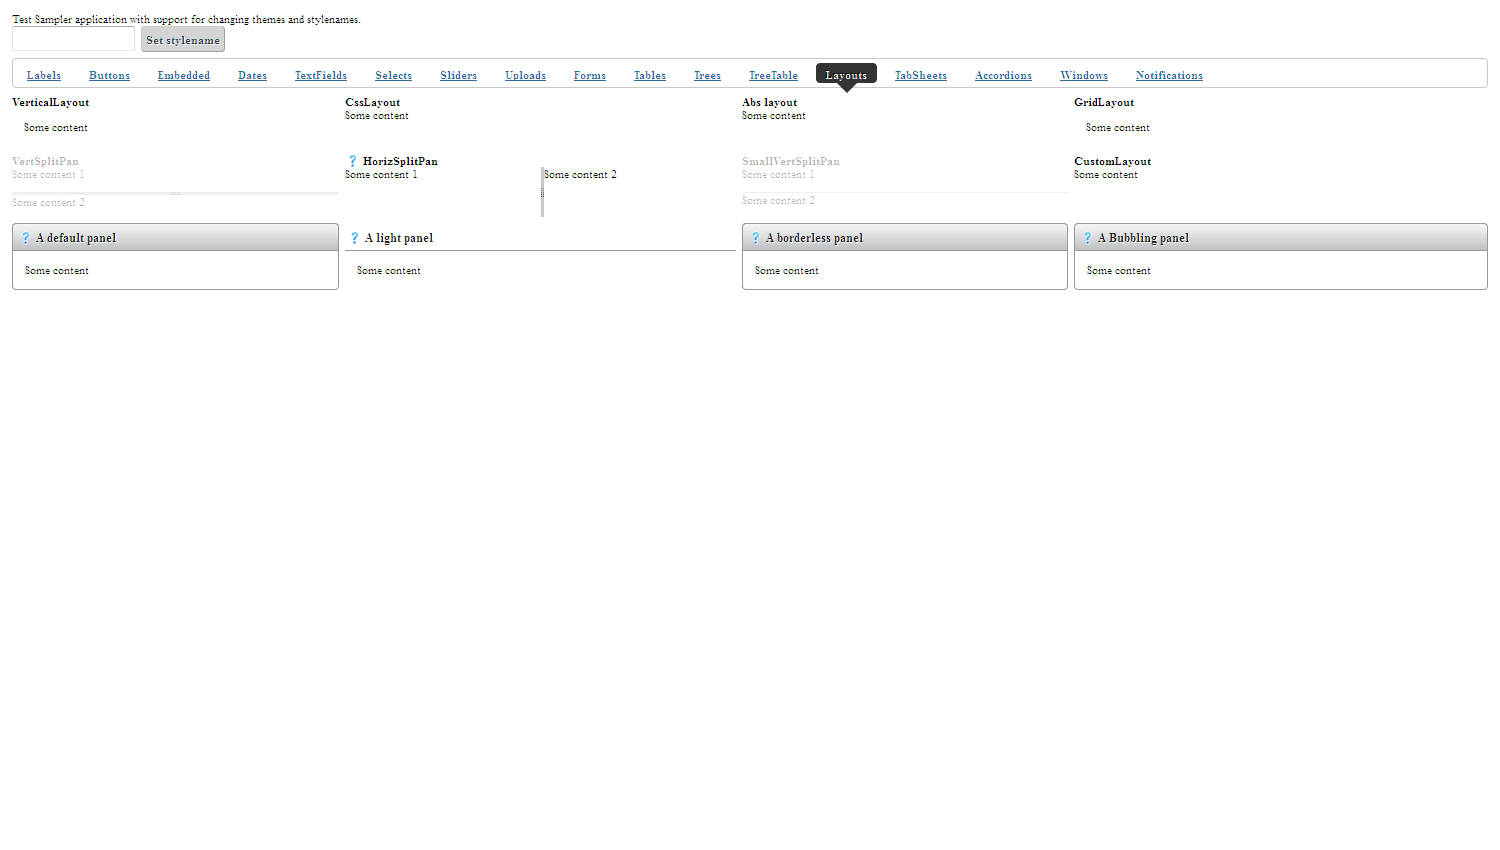 Test Sampler application with support for changing themes and stylenames.
Set stylename
Labels Buttons Embedded Dates TextFields Selects Sliders Uploads Forms Tables Trees TreeTable Layouts TabSheets Accordions Windows Notifications
VerticalLayout CssLayout Abs layout GridLayout
Some content Some content
Some content Some content
VertSplitPan HorizSplitPan SmallVertSplitPan CustomLayout
Some content 1 Some content 1 Some content 2 Some content 1 Some content
Some content 2 Some content 2
A default panel A light panel A borderless panel A Bubbling panel
Some content Some content Some content Some content